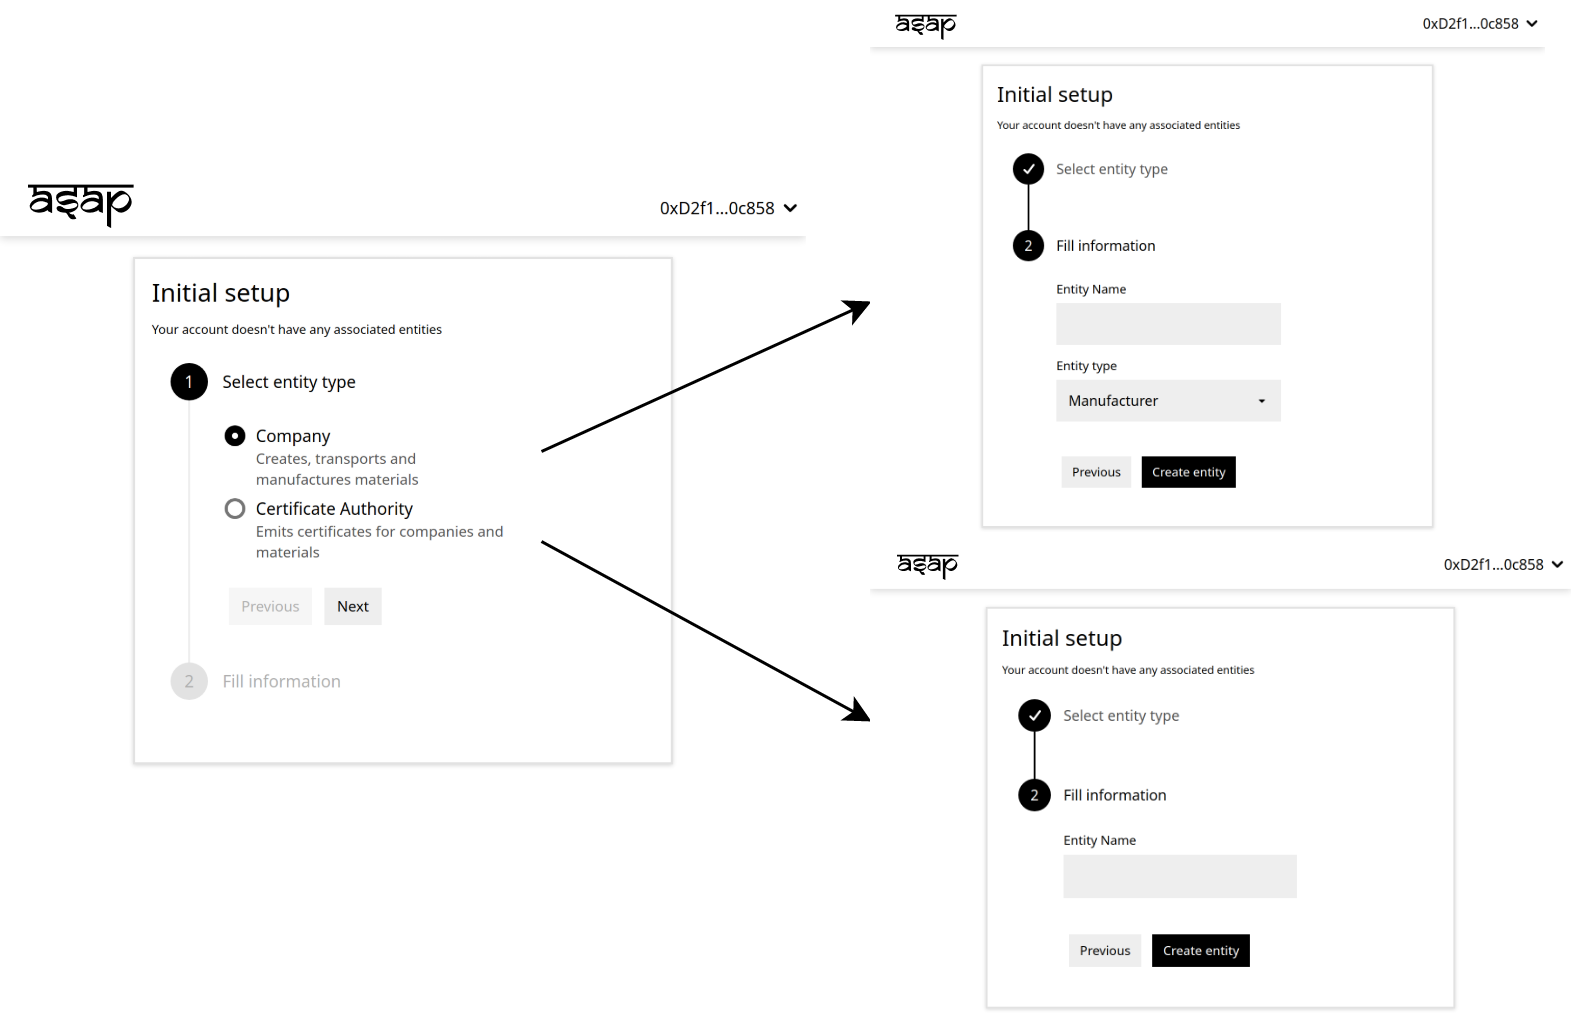 asap
0xD2f1...0c858
Initial setup
Your account doesn't have any associated entities
1 Select entity type
Company
Creates, transports and
manufactures materials
Certificate Authority
Emits certificates for companies and
materials
Previous Next
2 Fill information
asap
0xD2f1...0c858
Initial setup
Your account doesn't have any associated entities
Select entity type
2 Fill information
Entity Name
Entity type
Manufacturer
Previous Create entity
asap
0xD2f1...0c858
Initial setup
Your account doesn't have any associated entities
Select entity type
2 Fill information
Entity Name
Previous Create entity